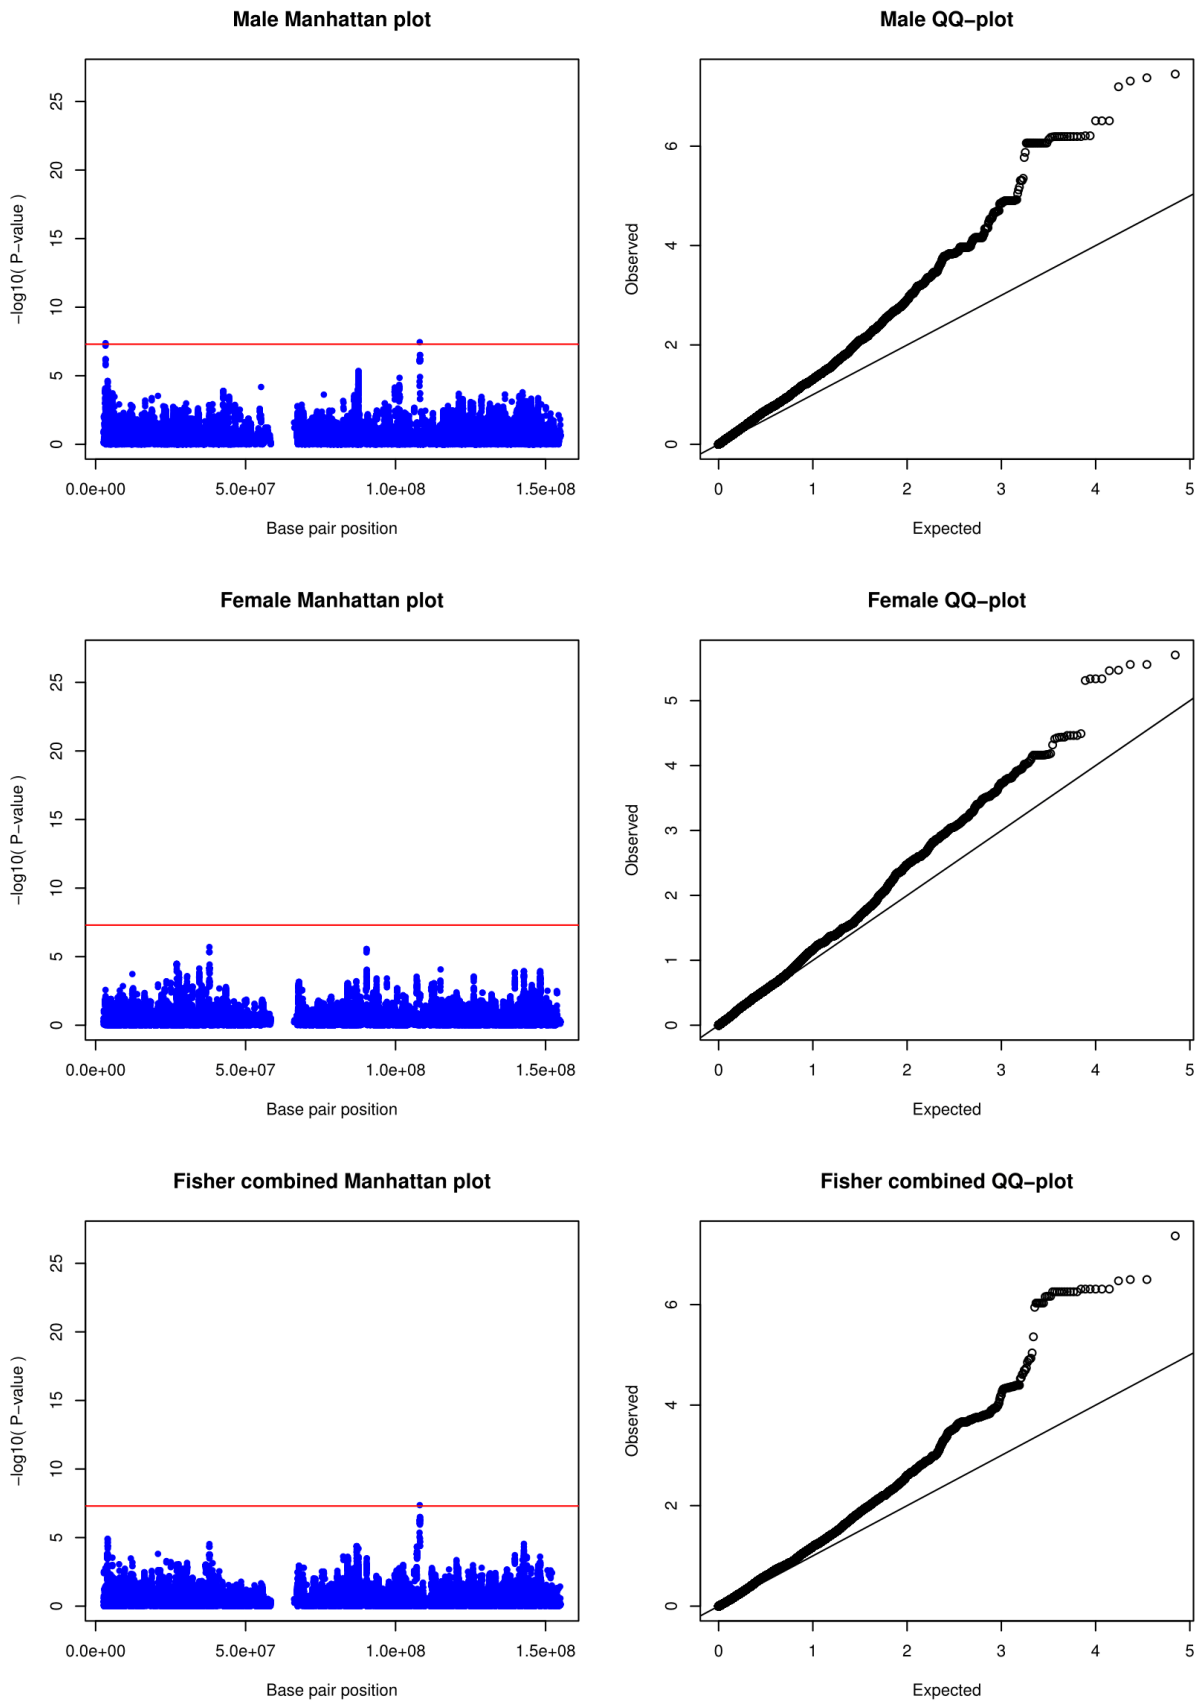 Male Manhattan plot
−log10( P−value )
25
20
15
10
5
0
0.0e+00 5.0e+07 1.0e+08 1.5e+08
Base pair position
Male QQ−plot
Observed
6
4
2
0
0 1 2 3 4 5
Expected
Female Manhattan plot
−log10( P−value )
25
20
15
10
5
0
0.0e+00 5.0e+07 1.0e+08 1.5e+08
Base pair position
Female QQ−plot
Observed
5
4
3
2
1
0
0 1 2 3 4 5
Expected
Fisher combined Manhattan plot
−log10( P−value )
25
20
15
10
5
0
0.0e+00 5.0e+07 1.0e+08 1.5e+08
Base pair position
Fisher combined QQ−plot
Observed
6
4
2
0
0 1 2 3 4 5
Expected